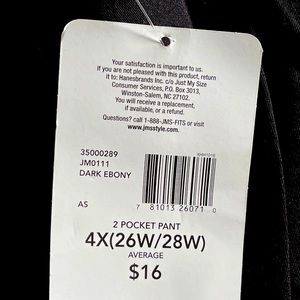 Your satisfaction is important to us.
If you are not pleased with this product, return
it to: Hanesbrands Inc. c/o Just My Size
Consumer Services, P.O. Box 3013,
Winston-Salem, NC 27102.
You will receive a replacement,
if available, or a refund.
Questions? call 1-888-JMS-FITS or visit
www.jmsstyle.com.
35000289
JM0111
DARK EBONY
AS
7 81013 26071 0
2 POCKET PANT
4X(26W/28W)
AVERAGE
$16